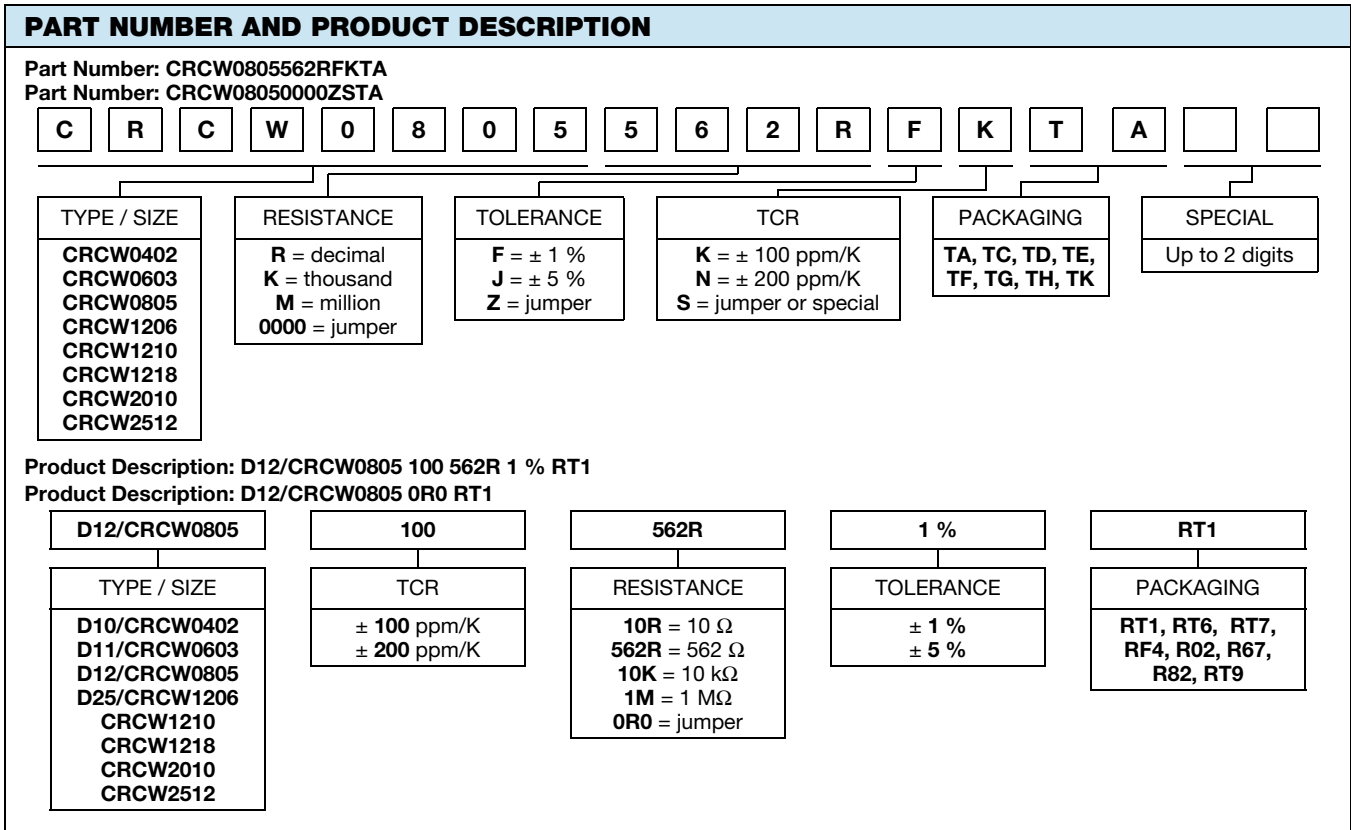 PART NUMBER AND PRODUCT DESCRIPTION
Part Number: CRCW0805562RFKTA
Part Number: CRCW08050000ZSTA
C R C W 0 8 0 5 5 6 2 R F K T A
TYPE / SIZE
CRCW0402
CRCW0603
CRCW0805
CRCW1206
CRCW1210
CRCW1218
CRCW2010
CRCW2512
RESISTANCE
R = decimal
K = thousand
M = million
0000 = jumper
TOLERANCE
F = ± 1 %
J = ± 5 %
Z = jumper
TCR
K = ± 100 ppm/K
N = ± 200 ppm/K
S = jumper or special
PACKAGING
TA, TC, TD, TE,
TF, TG, TH, TK
SPECIAL
Up to 2 digits
Product Description: D12/CRCW0805 100 562R 1 % RT1
Product Description: D12/CRCW0805 0R0 RT1
D12/CRCW0805 100 562R 1 % RT1
TYPE / SIZE
D10/CRCW0402
D11/CRCW0603
D12/CRCW0805
D25/CRCW1206
CRCW1210
CRCW1218
CRCW2010
CRCW2512
TCR
± 100 ppm/K
± 200 ppm/K
RESISTANCE
10R = 10 Ω
562R = 562 Ω
10K = 10 kΩ
1M = 1 MΩ
0R0 = jumper
TOLERANCE
± 1 %
± 5 %
PACKAGING
RT1, RT6, RT7,
RF4, R02, R67,
R82, RT9